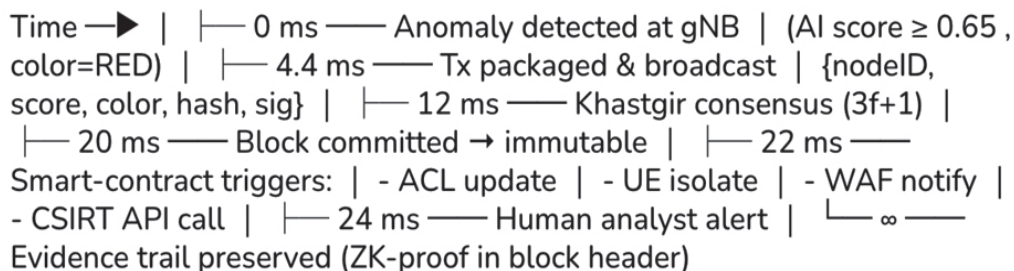 Time ─▶ │ ├─ 0 ms ── Anomaly detected at gNB │ (AI score ≥ 0.65 ,
color=RED) │ ├─ 4.4 ms ── Tx packaged & broadcast │ {nodeID,
score, color, hash, sig} │ ├─ 12 ms ── Khastgir consensus (3f+1) │
├─ 20 ms ── Block committed → immutable │ ├─ 22 ms ──
Smart-contract triggers: │ - ACL update │ - UE isolate │ - WAF notify │
- CSIRT API call │ ├─ 24 ms ── Human analyst alert │ └─ ∞ ──
Evidence trail preserved (ZK-proof in block header)